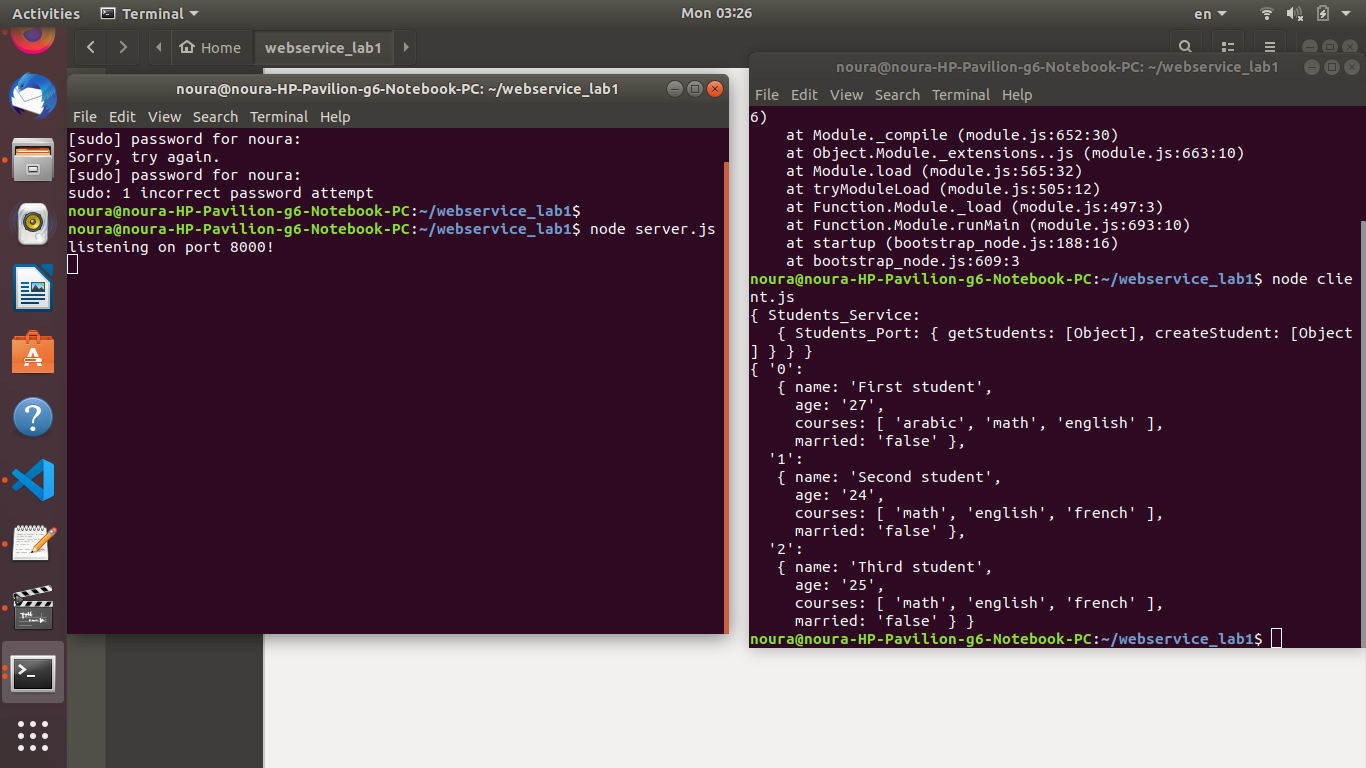 Activities Terminal Mon 03:26 en
Home webservice_lab1
noura@noura-HP-Pavilion-g6-Notebook-PC: ~/webservice_lab1
File Edit View Search Terminal Help
[sudo] password for noura:
Sorry, try again.
[sudo] password for noura:
sudo: 1 incorrect password attempt
noura@noura-HP-Pavilion-g6-Notebook-PC:~/webservice_lab1$
noura@noura-HP-Pavilion-g6-Notebook-PC:~/webservice_lab1$ node server.js
listening on port 8000!
noura@noura-HP-Pavilion-g6-Notebook-PC: ~/webservice_lab1
File Edit View Search Terminal Help
6)
    at Module._compile (module.js:652:30)
    at Object.Module._extensions..js (module.js:663:10)
    at Module.load (module.js:565:32)
    at tryModuleLoad (module.js:505:12)
    at Function.Module._load (module.js:497:3)
    at Function.Module.runMain (module.js:693:10)
    at startup (bootstrap_node.js:188:16)
    at bootstrap_node.js:609:3
noura@noura-HP-Pavilion-g6-Notebook-PC:~/webservice_lab1$ node clie
nt.js
{ Students_Service:
   { Students_Port: { getStudents: [Object], createStudent: [Object
] } } }
{ '0':
   { name: 'First student',
     age: '27',
     courses: [ 'arabic', 'math', 'english' ],
     married: 'false' },
  '1':
   { name: 'Second student',
     age: '24',
     courses: [ 'math', 'english', 'french' ],
     married: 'false' },
  '2':
   { name: 'Third student',
     age: '25',
     courses: [ 'math', 'english', 'french' ],
     married: 'false' } }
noura@noura-HP-Pavilion-g6-Notebook-PC:~/webservice_lab1$